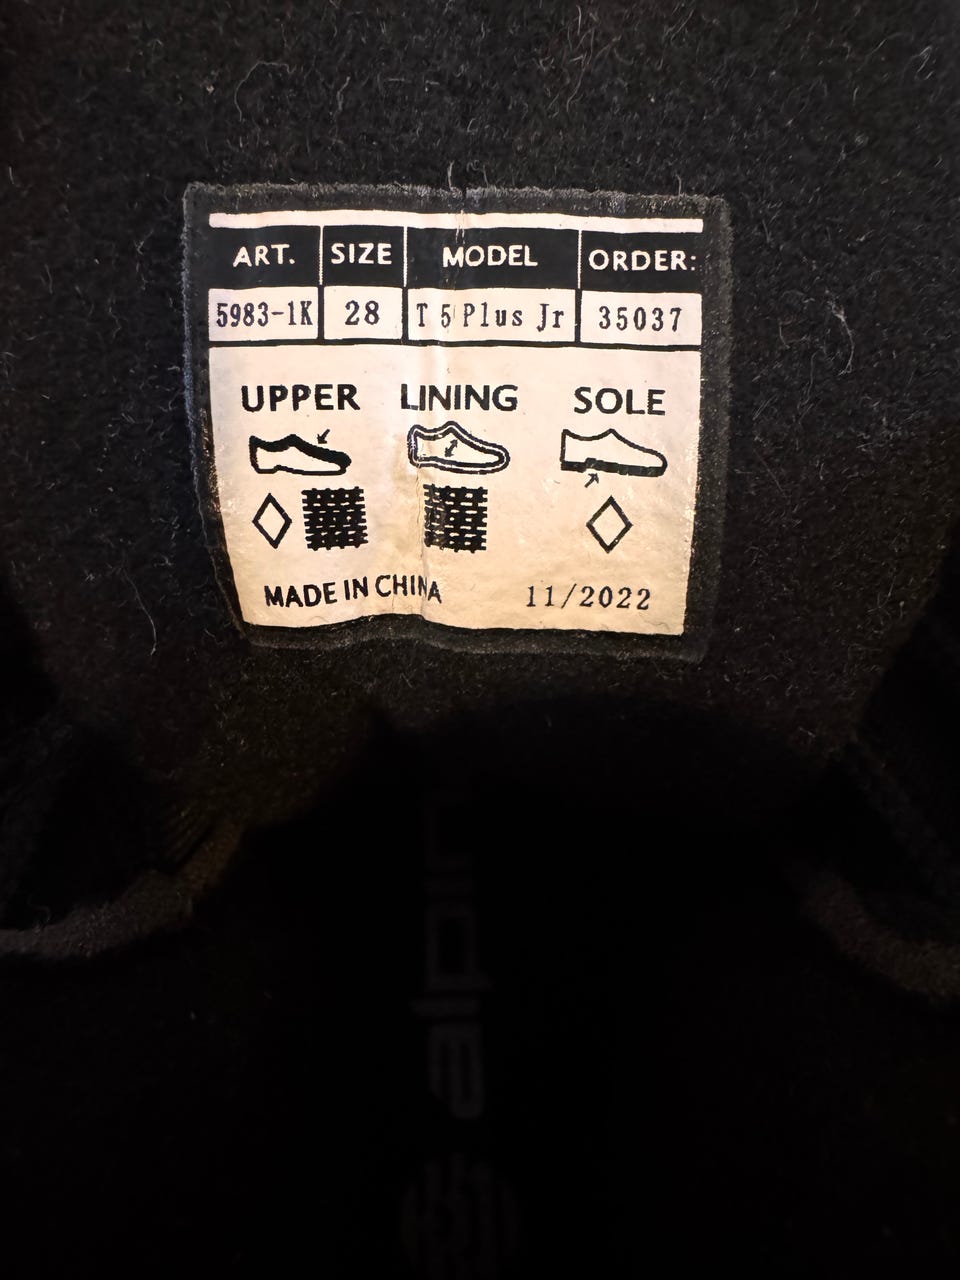 ART. SIZE MODEL ORDER:
5983-1K 28 T 5 Plus Jr 35037
UPPER LINING SOLE
MADE IN CHINA 11/2022